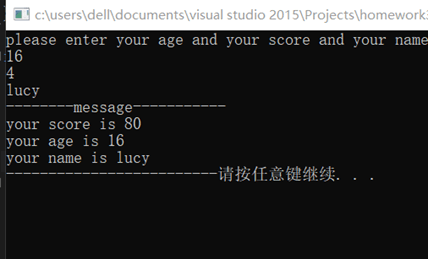 c:\users\dell\documents\visual studio 2015\Projects\homework
please enter your age and your score and your name
16
4
lucy
--------message-----------
your score is 80
your age is 16
your name is lucy
-------------------------请按任意键继续. . .